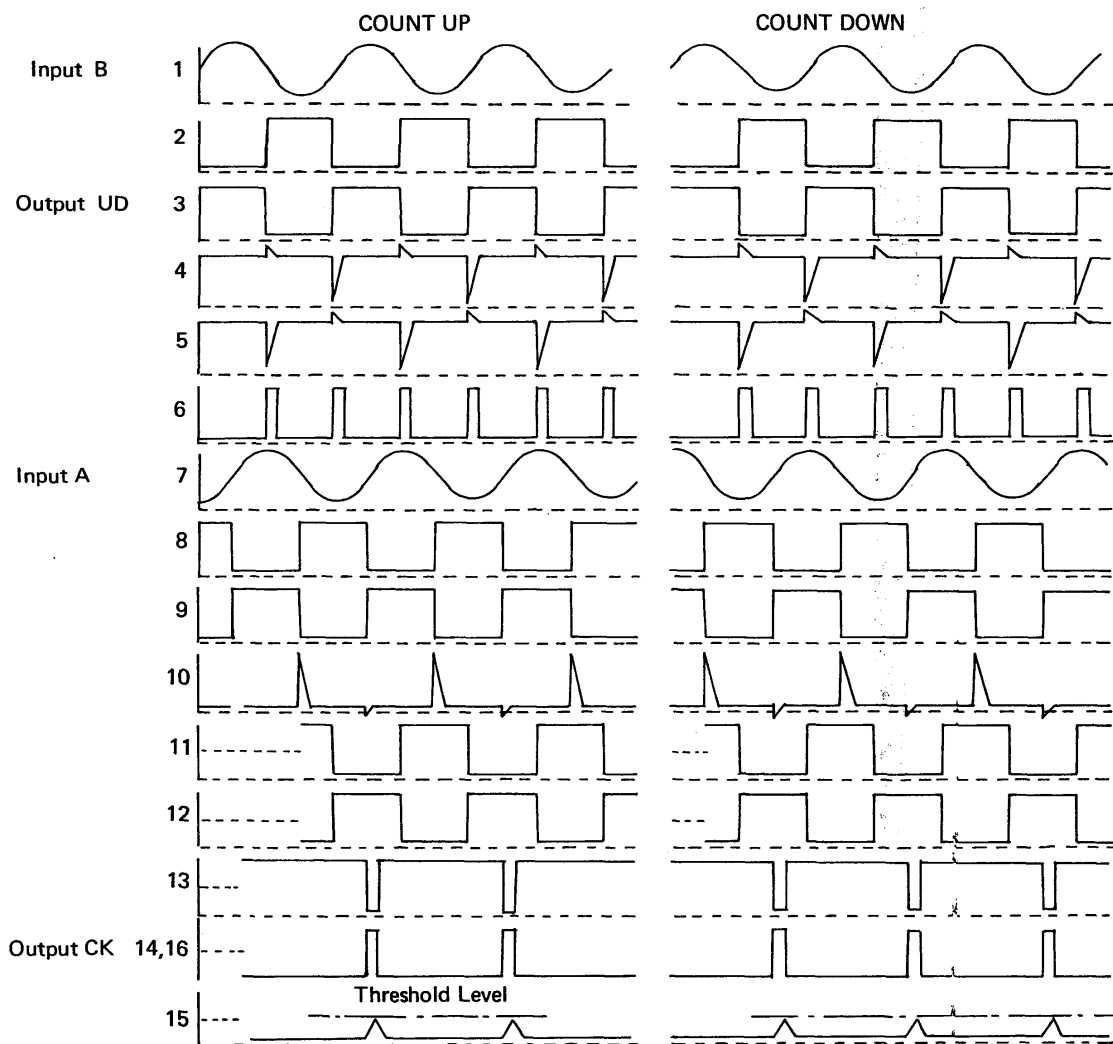 COUNT UP COUNT DOWN
Input B 1
2
Output UD 3
4
5
6
Input A 7
8
9
10
11
12
13
Output CK 14,16
Threshold Level
15